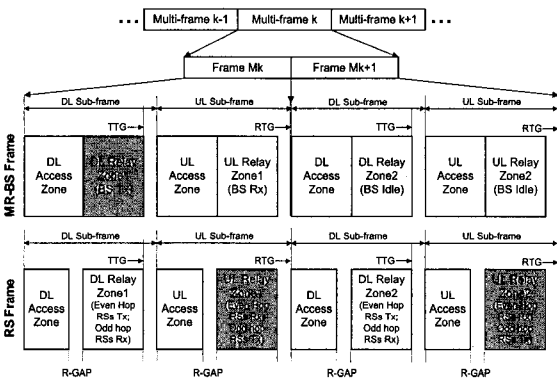 ... Multi-frame k-1 Multi-frame k Multi-frame k+1 ...
Frame Mk Frame Mk+1
DL Sub-frame UL Sub-frame DL Sub-frame UL Sub-frame
TTG RTG TTG RTG
MR-BS Frame
DL
Access
Zone
DL Relay
(BS Tx)
UL
Access
Zone
UL Relay
Zone1
(BS Rx)
DL
Access
Zone
DL Relay
Zone2
(BS Idle)
UL
Access
Zone
UL Relay
Zone2
(BS Idle)
DL Sub-frame UL Sub-frame DL Sub-frame UL Sub-frame
TTG RTG TTG RTG
RS Frame
DL
Access
Zone
DL Relay
Zone1
(Even Hop
RSs Tx;
Odd hop
RSs Rx)
UL
Access
Zone
UL Relay
DL
Access
Zone
DL Relay
Zone2
(Even Hop
RSs Tx;
Odd hop
RSs Rx)
UL
Access
Zone
UL Relay
R-GAP R-GAP R-GAP R-GAP